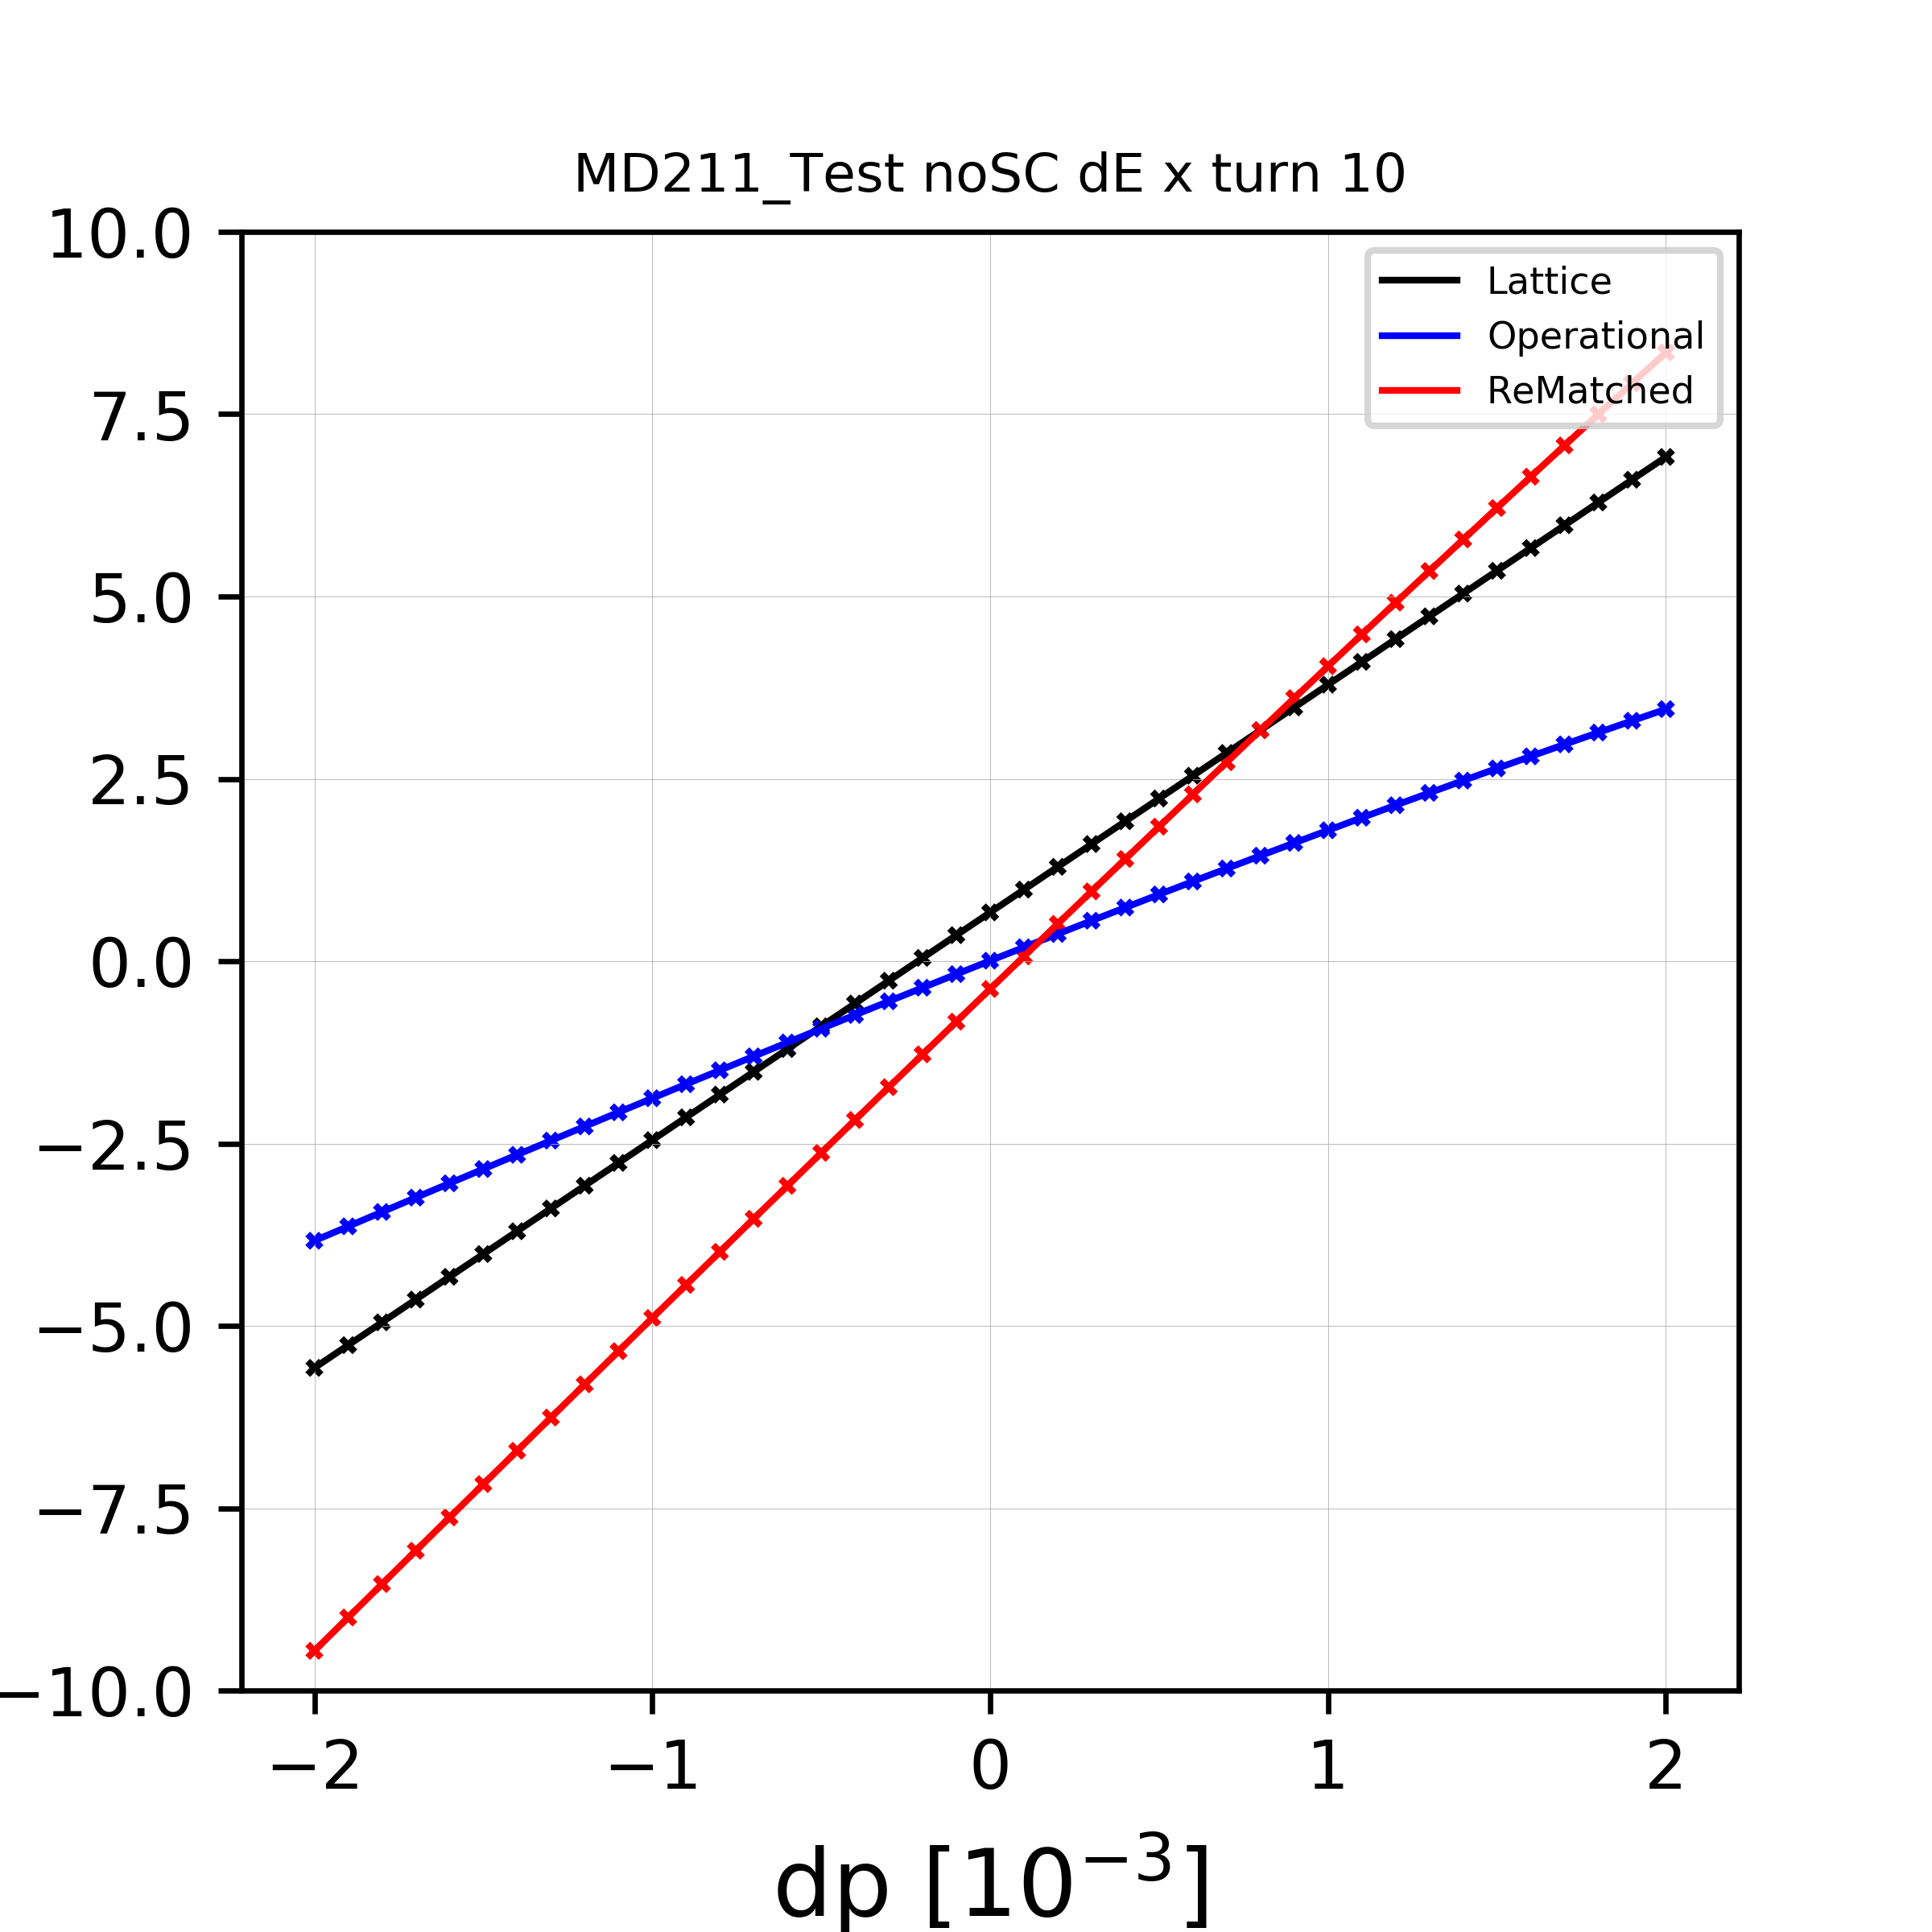 MD211_Test noSC dE x turn 10
10.0
7.5
5.0
2.5
0.0
−2.5
−5.0
−7.5
−10.0
Lattice
Operational
ReMatched
−2 −1 0 1 2
dp [10⁻³]